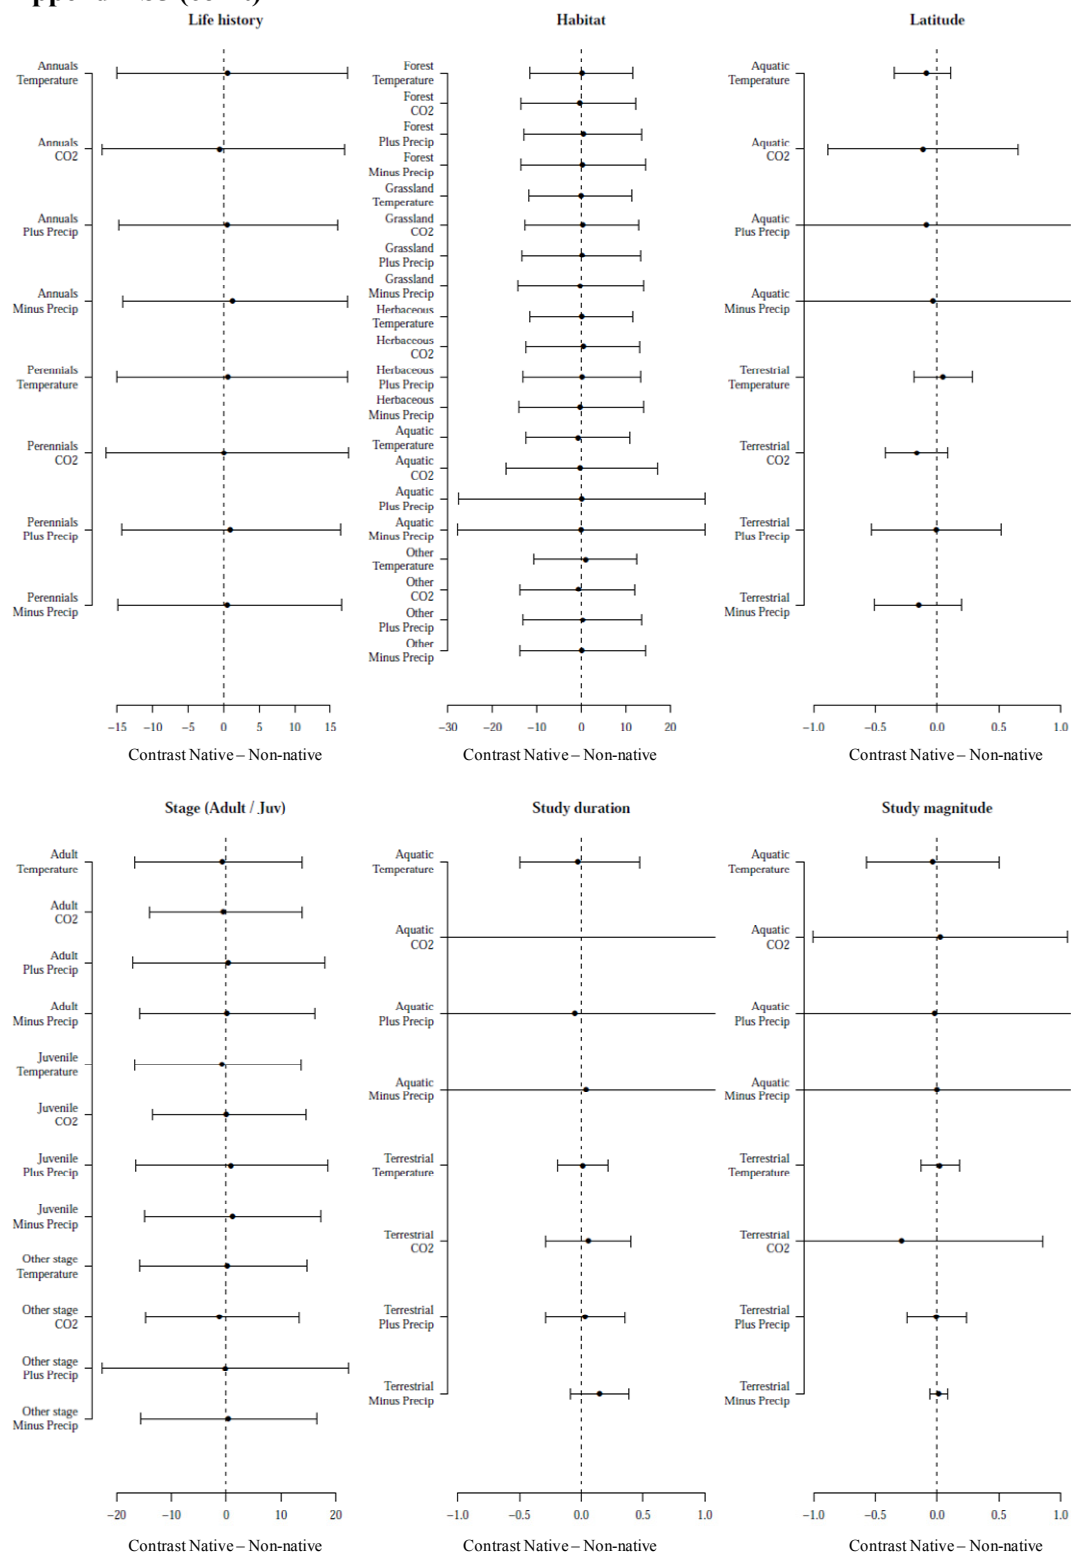 Life history
Habitat
Latitude
Annuals
Temperature
Annuals
CO2
Annuals
Plus Precip
Annuals
Minus Precip
Perennials
Temperature
Perennials
CO2
Perennials
Plus Precip
Perennials
Minus Precip
−15 −10 −5 0 5 10 15
Contrast Native – Non-native
Forest
Temperature
Forest
CO2
Forest
Plus Precip
Forest
Minus Precip
Grassland
Temperature
Grassland
CO2
Grassland
Plus Precip
Grassland
Minus Precip
Herbaceous
Temperature
Herbaceous
CO2
Herbaceous
Plus Precip
Herbaceous
Minus Precip
Aquatic
Temperature
Aquatic
CO2
Aquatic
Plus Precip
Aquatic
Minus Precip
Other
Temperature
Other
CO2
Other
Plus Precip
Other
Minus Precip
−30 −20 −10 0 10 20
Contrast Native – Non-native
Aquatic
Temperature
Aquatic
CO2
Aquatic
Plus Precip
Aquatic
Minus Precip
Terrestrial
Temperature
Terrestrial
CO2
Terrestrial
Plus Precip
Terrestrial
Minus Precip
−1.0 −0.5 0.0 0.5 1.0
Contrast Native – Non-native
Stage (Adult / Juv)
Study duration
Study magnitude
Adult
Temperature
Adult
CO2
Adult
Plus Precip
Adult
Minus Precip
Juvenile
Temperature
Juvenile
CO2
Juvenile
Plus Precip
Juvenile
Minus Precip
Other stage
Temperature
Other stage
CO2
Other stage
Plus Precip
Other stage
Minus Precip
−20 −10 0 10 20
Contrast Native – Non-native
Aquatic
Temperature
Aquatic
CO2
Aquatic
Plus Precip
Aquatic
Minus Precip
Terrestrial
Temperature
Terrestrial
CO2
Terrestrial
Plus Precip
Terrestrial
Minus Precip
−1.0 −0.5 0.0 0.5 1.0
Contrast Native – Non-native
Aquatic
Temperature
Aquatic
CO2
Aquatic
Plus Precip
Aquatic
Minus Precip
Terrestrial
Temperature
Terrestrial
CO2
Terrestrial
Plus Precip
Terrestrial
Minus Precip
−1.0 −0.5 0.0 0.5 1.0
Contrast Native – Non-native